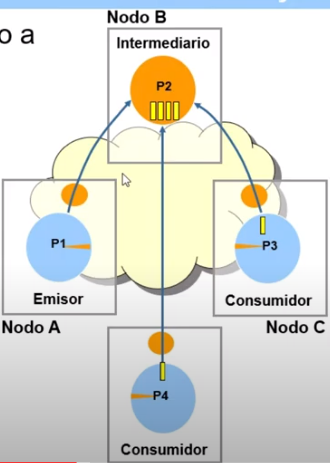 o a
Nodo B
Intermediario
P2
P1
P3
Emisor
Consumidor
Nodo A
Nodo C
P4
Consumidor